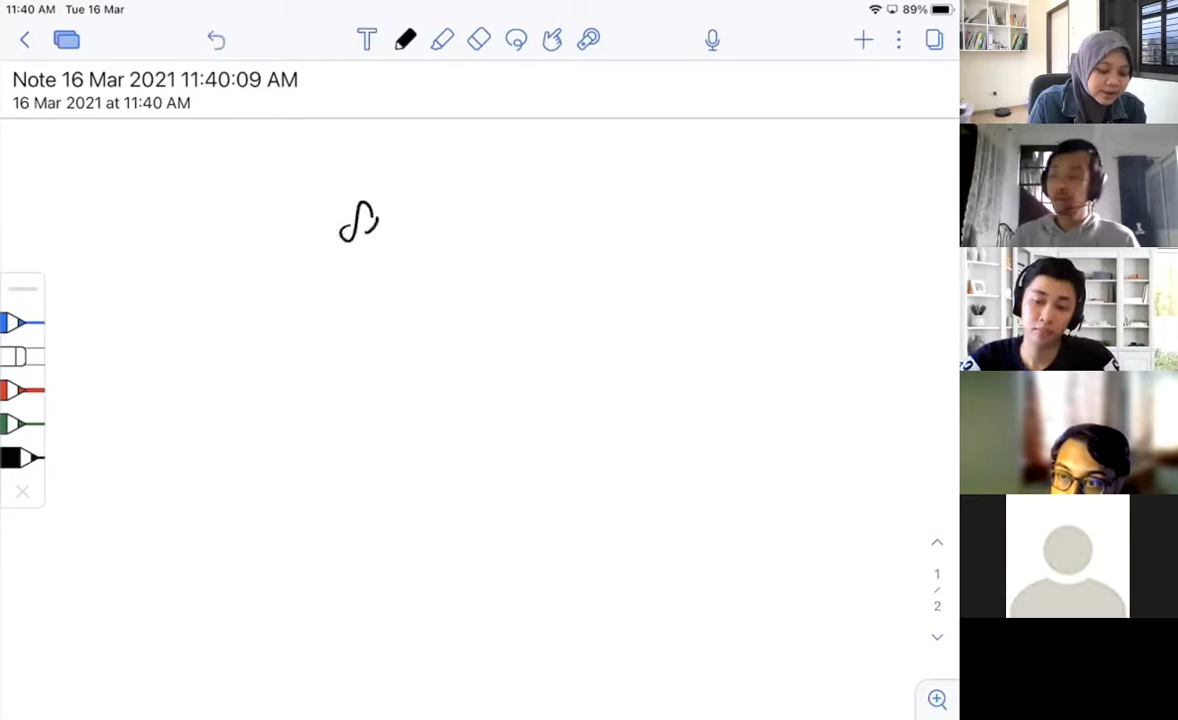 11:40 AM Tue 16 Mar 89%
Note 16 Mar 2021 11:40:09 AM
16 Mar 2021 at 11:40 AM
1
/
2